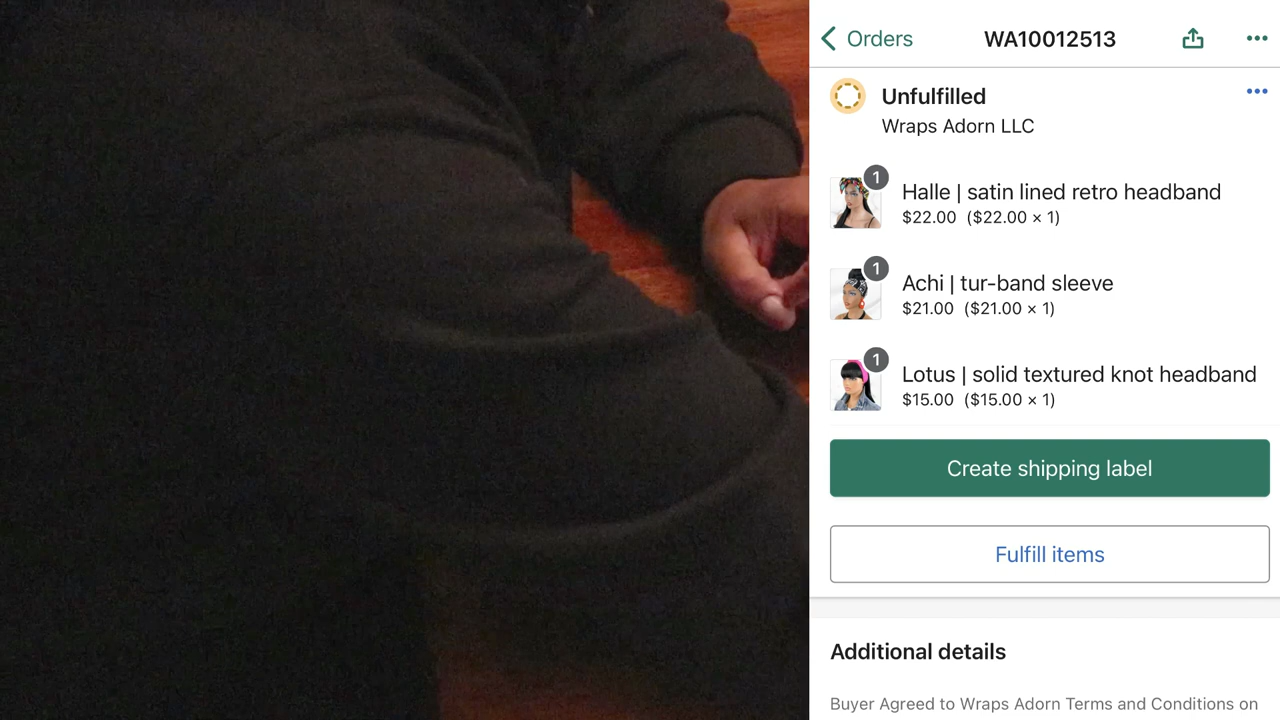 Orders
WA10012513
Unfulfilled
Wraps Adorn LLC
1
Halle | satin lined retro headband
$22.00 ($22.00 × 1)
1
Achi | tur-band sleeve
$21.00 ($21.00 × 1)
1
Lotus | solid textured knot headband
$15.00 ($15.00 × 1)
Create shipping label
Fulfill items
Additional details
Buyer Agreed to Wraps Adorn Terms and Conditions on